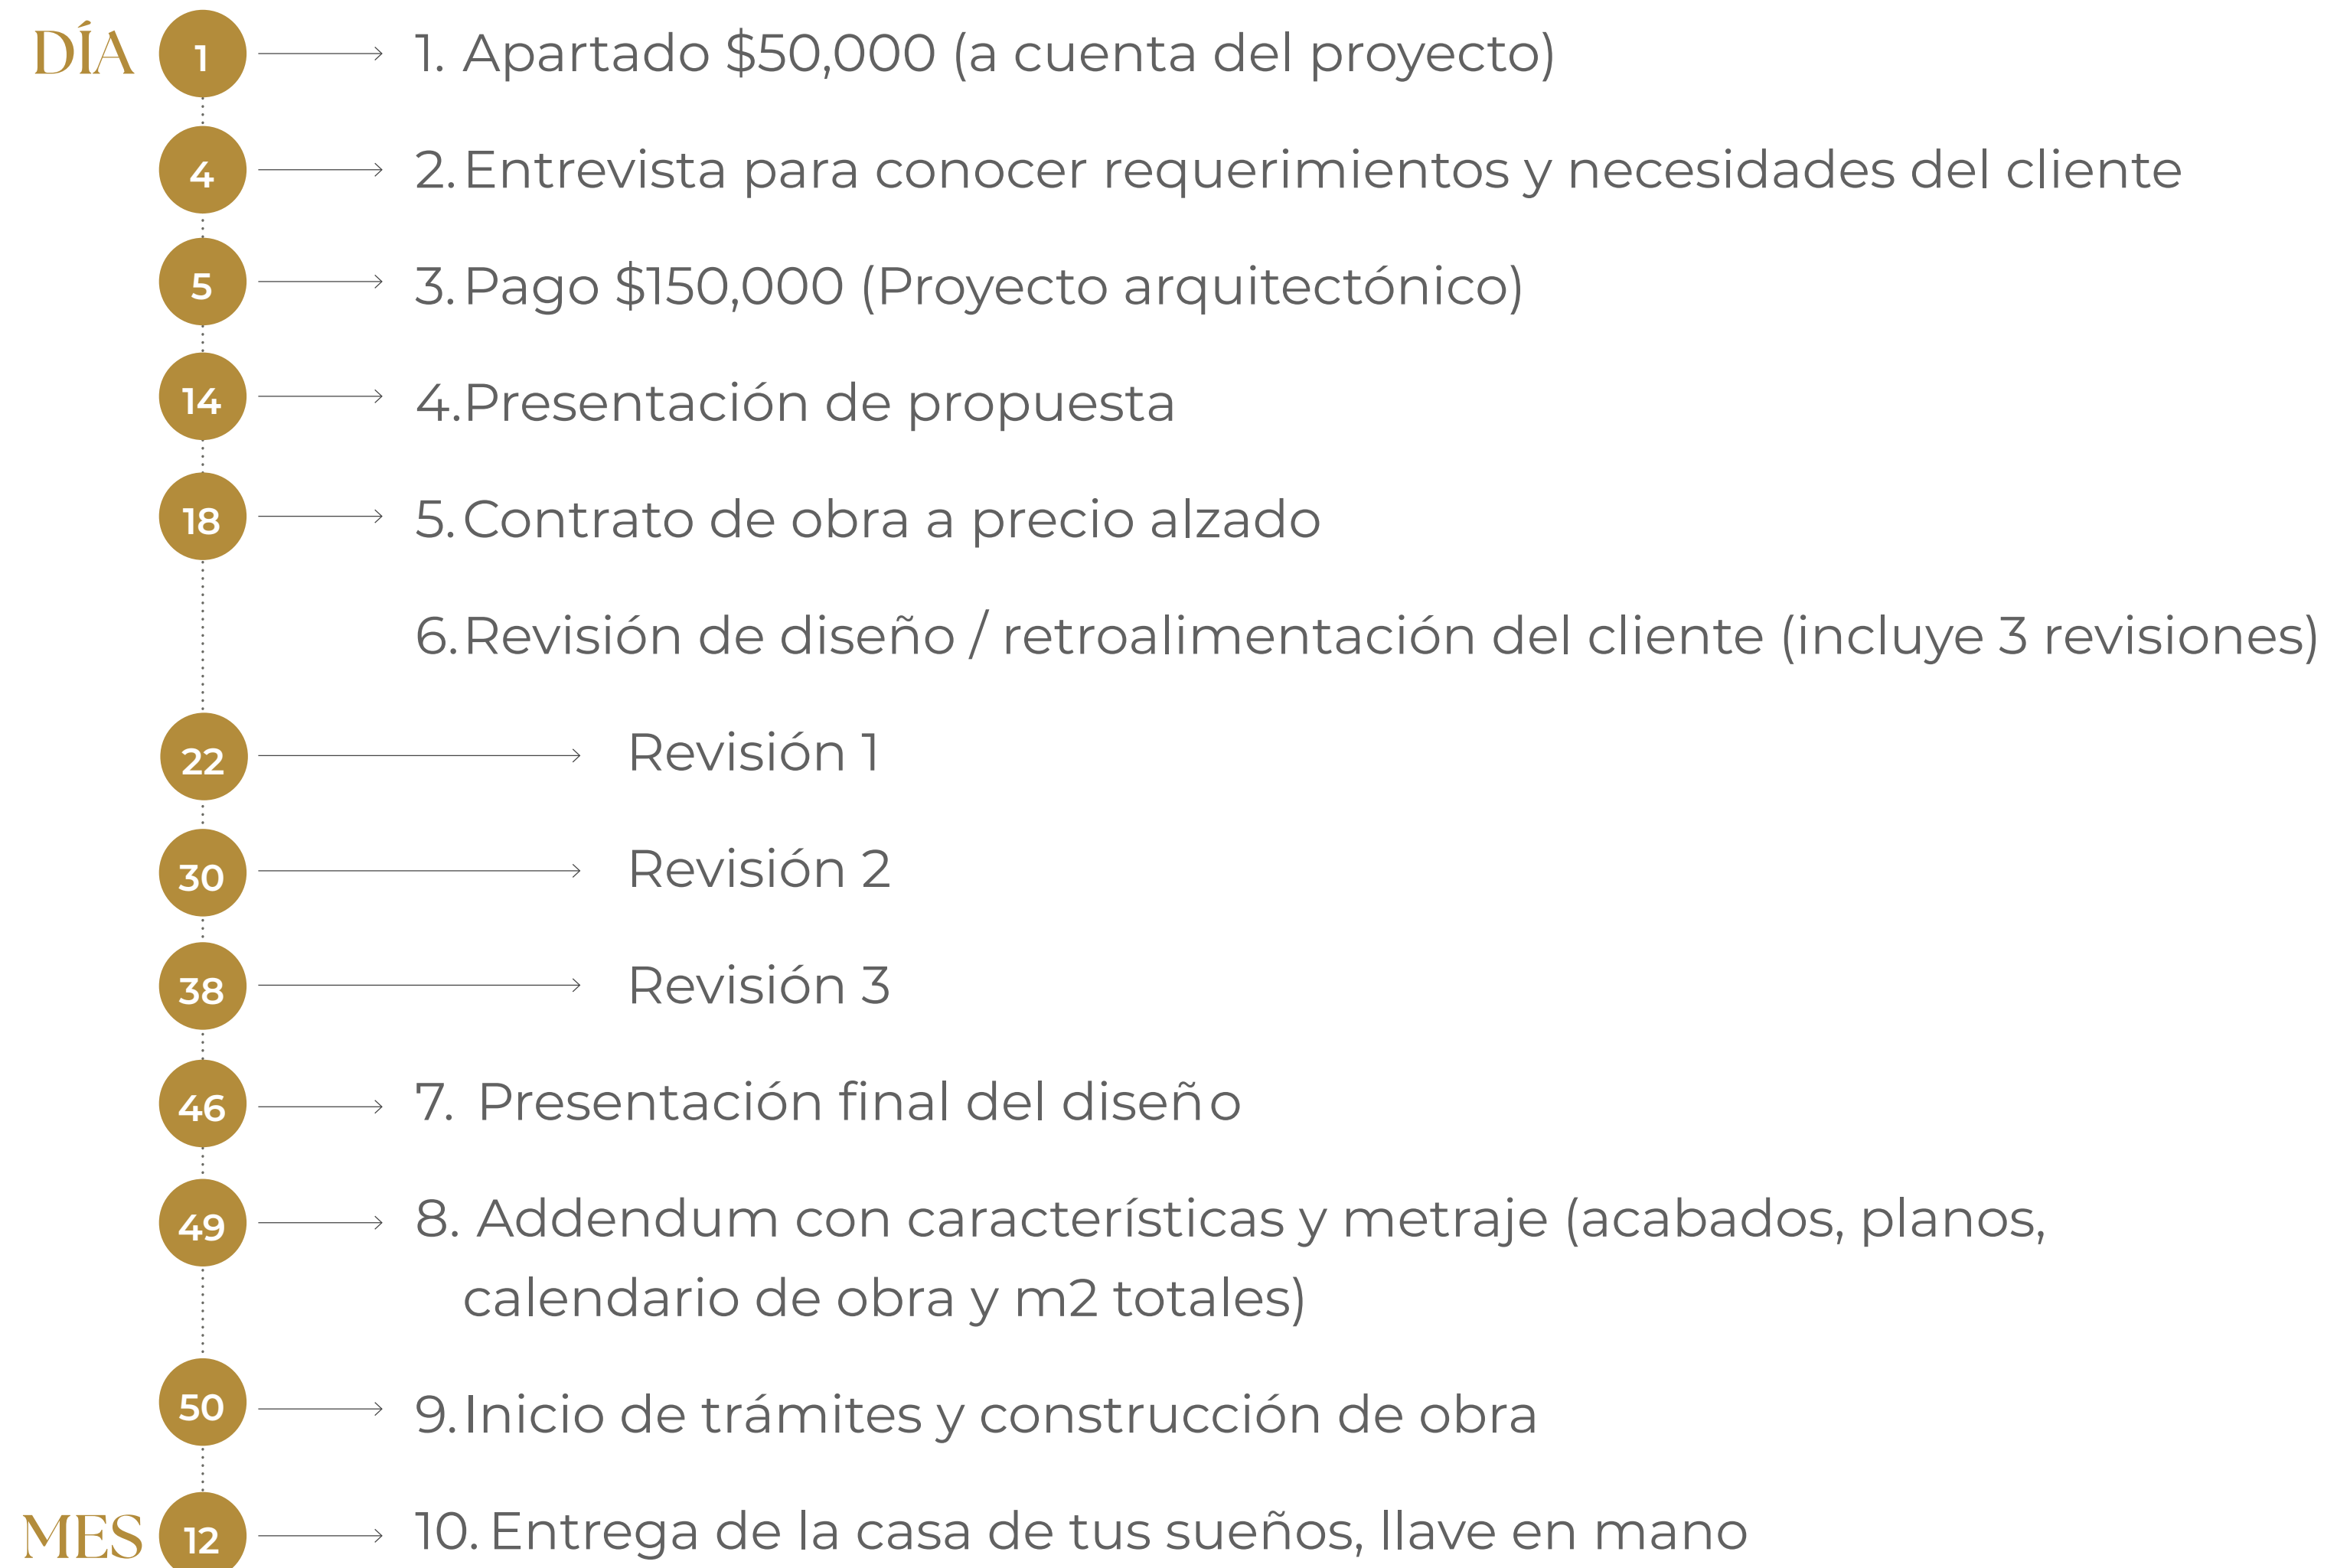 DÍA 1 1. Apartado $50,000 (a cuenta del proyecto)
4 2. Entrevista para conocer requerimientos y necesidades del cliente
5 3. Pago $150,000 (Proyecto arquitectónico)
14 4. Presentación de propuesta
18 5. Contrato de obra a precio alzado
6. Revisión de diseño / retroalimentación del cliente (incluye 3 revisiones)
22 Revisión 1
30 Revisión 2
38 Revisión 3
46 7. Presentación final del diseño
49 8. Addendum con características y metraje (acabados, planos,
calendario de obra y m2 totales)
50 9. Inicio de trámites y construcción de obra
MES 12 10. Entrega de la casa de tus sueños, llave en mano